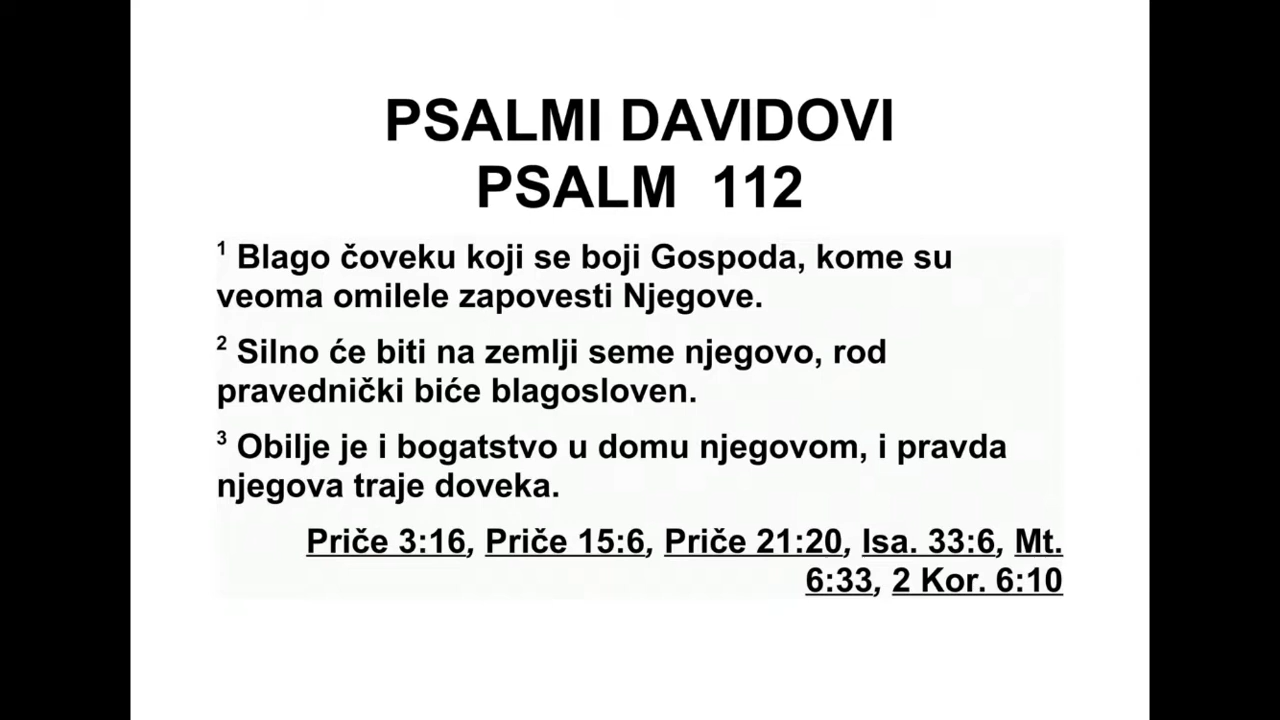 PSALMI DAVIDOVI
PSALM 112
1 Blago čoveku koji se boji Gospoda, kome su
veoma omilele zapovesti Njegove.
2 Silno će biti na zemlji seme njegovo, rod
pravednički biće blagosloven.
3 Obilje je i bogatstvo u domu njegovom, i pravda
njegova traje doveka.
Priče 3:16, Priče 15:6, Priče 21:20, Isa. 33:6, Mt.
6:33, 2 Kor. 6:10